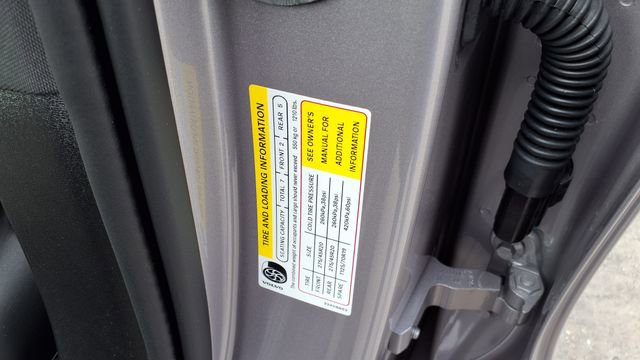 TIRE AND LOADING INFORMATION
SEATING CAPACITY TOTAL 7 FRONT 2 REAR 5
The combined weight of occupants and cargo should never exceed 550 kg or 1210 lbs.
TIRE SIZE COLD TIRE PRESSURE
FRONT 275/45R20 260kPa,38psi
REAR 275/45R20 260kPa,38psi
SPARE T125/70R19 420kPa,60psi
SEE OWNER'S
MANUAL FOR
ADDITIONAL
INFORMATION
VOLVO